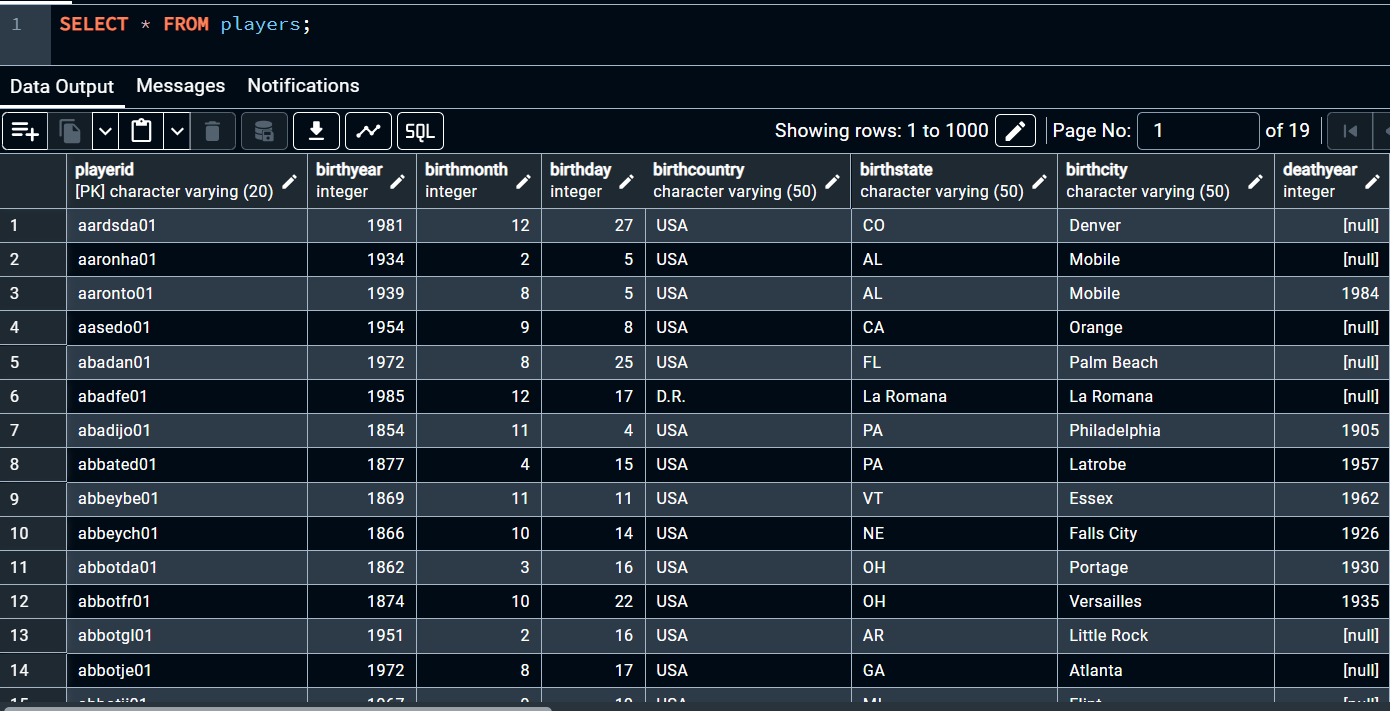 1 SELECT * FROM players;
Data Output Messages Notifications
SQL Showing rows: 1 to 1000 Page No: 1 of 19
playerid birthyear birthmonth birthday birthcountry birthstate birthcity deathyear
[PK] character varying (20) integer integer integer character varying (50) character varying (50) character varying (50) integer
1 aardsda01 1981 12 27 USA CO Denver [null]
2 aaronha01 1934 2 5 USA AL Mobile [null]
3 aaronto01 1939 8 5 USA AL Mobile 1984
4 aasedo01 1954 9 8 USA CA Orange [null]
5 abadan01 1972 8 25 USA FL Palm Beach [null]
6 abadfe01 1985 12 17 D.R. La Romana La Romana [null]
7 abadijo01 1854 11 4 USA PA Philadelphia 1905
8 abbated01 1877 4 15 USA PA Latrobe 1957
9 abbeybe01 1869 11 11 USA VT Essex 1962
10 abbeych01 1866 10 14 USA NE Falls City 1926
11 abbotda01 1862 3 16 USA OH Portage 1930
12 abbotfr01 1874 10 22 USA OH Versailles 1935
13 abbotgl01 1951 2 16 USA AR Little Rock [null]
14 abbotje01 1972 8 17 USA GA Atlanta [null]